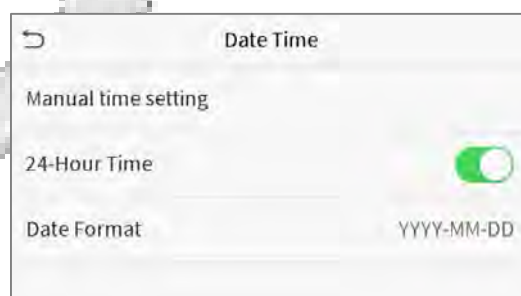 Date Time
Manual time setting
24-Hour Time
Date Format YYYY-MM-DD